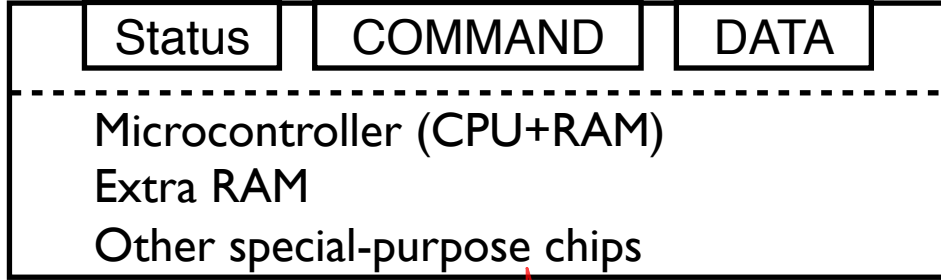 Status COMMAND DATA
Microcontroller (CPU+RAM)
Extra RAM
Other special-purpose chips